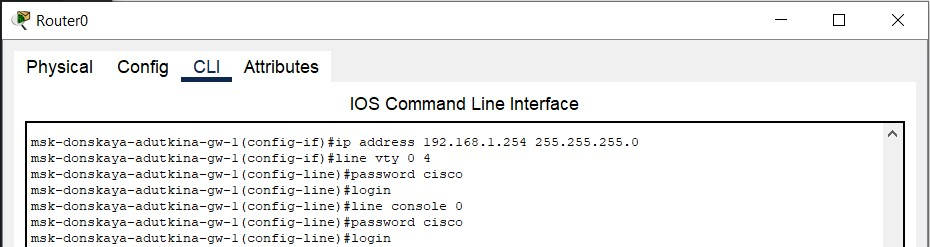 Router0
Physical Config CLI Attributes
IOS Command Line Interface
msk-donskaya-adutkina-gw-1(config-if)#ip address 192.168.1.254 255.255.255.0
msk-donskaya-adutkina-gw-1(config-if)#line vty 0 4
msk-donskaya-adutkina-gw-1(config-line)#password cisco
msk-donskaya-adutkina-gw-1(config-line)#login
msk-donskaya-adutkina-gw-1(config-line)#line console 0
msk-donskaya-adutkina-gw-1(config-line)#password cisco
msk-donskaya-adutkina-gw-1(config-line)#login